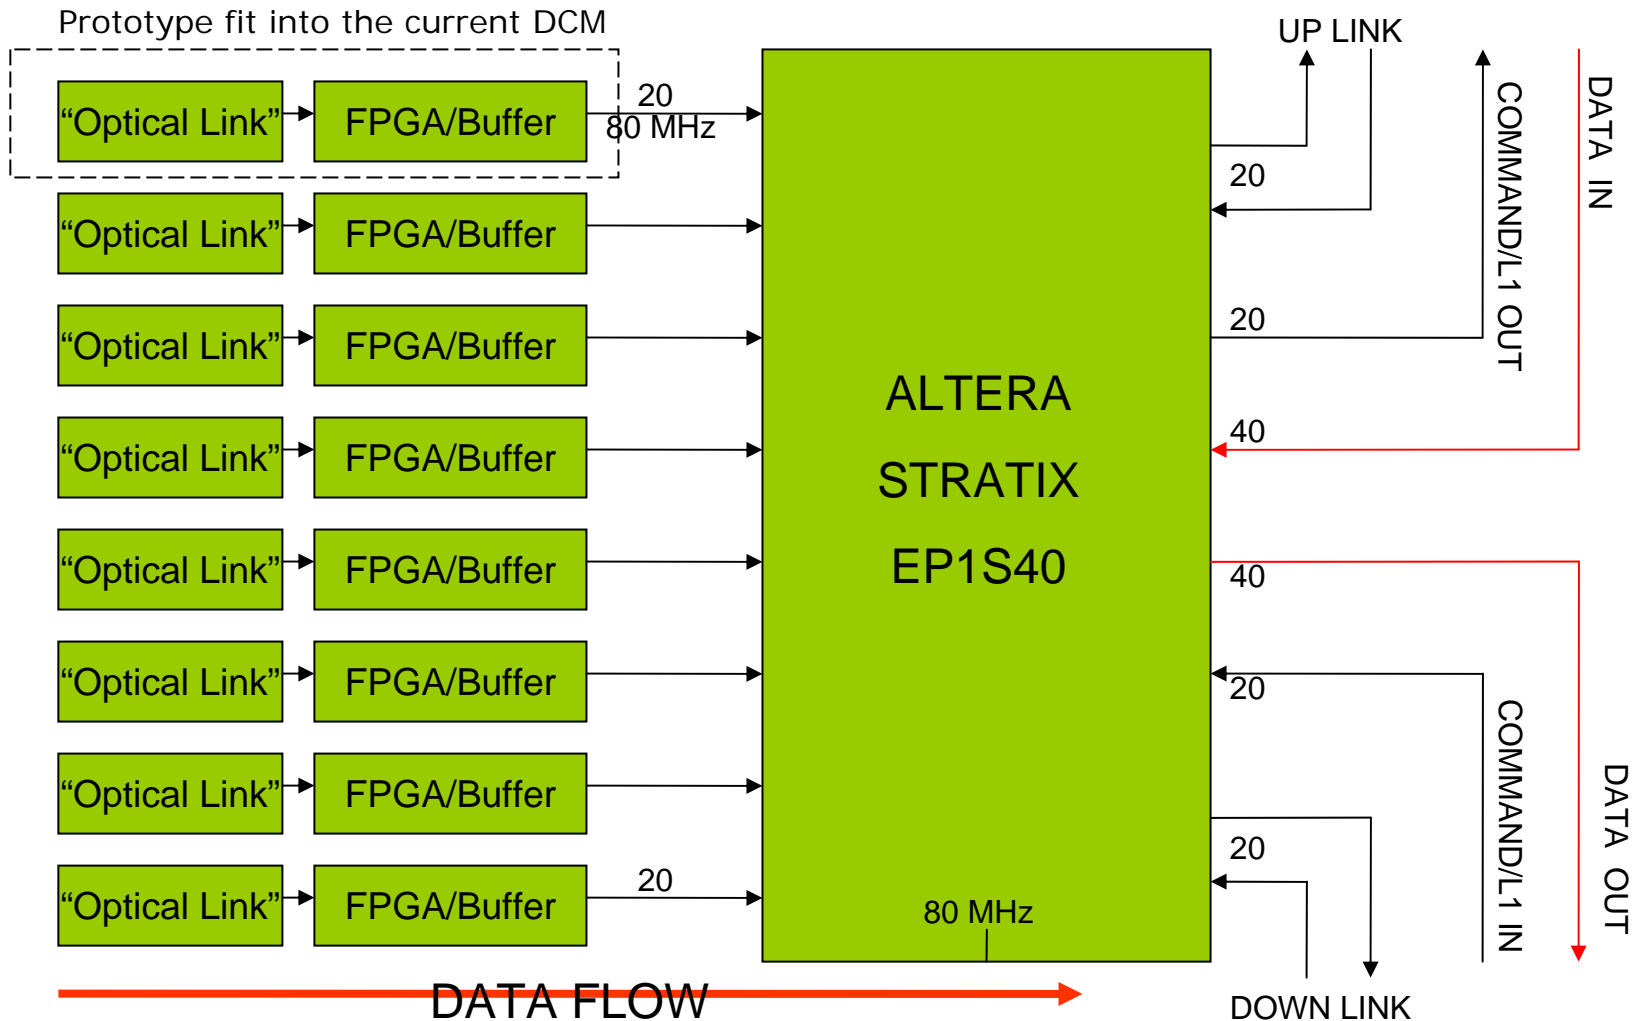 Prototype fit into the current DCM
UP LINK
“Optical Link”
FPGA/Buffer
20
80 MHz
“Optical Link”
FPGA/Buffer
“Optical Link”
FPGA/Buffer
“Optical Link”
FPGA/Buffer
“Optical Link”
FPGA/Buffer
“Optical Link”
FPGA/Buffer
“Optical Link”
FPGA/Buffer
“Optical Link”
FPGA/Buffer
20
ALTERA
STRATIX
EP1S40
80 MHz
20
20
40
40
20
20
COMMAND/L1 OUT
DATA IN
COMMAND/L1 IN
DATA OUT
DATA FLOW
DOWN LINK